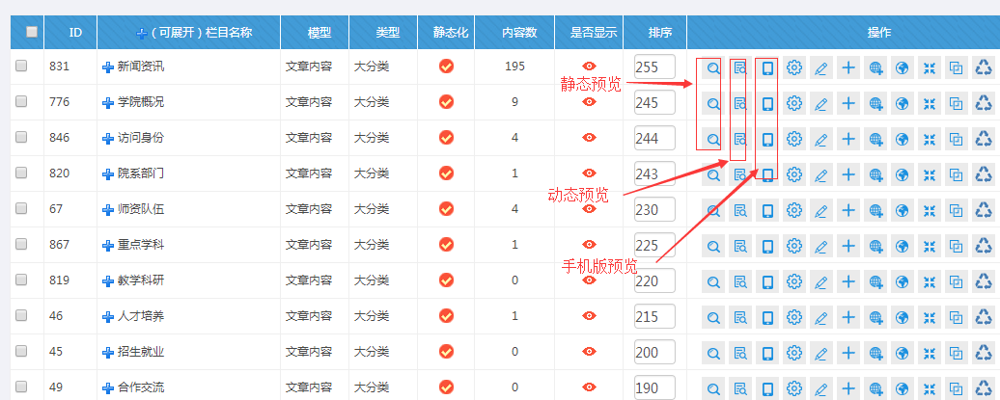 ID （可展开）栏目名称 模型 类型 静态化 内容数 是否显示 排序 操作
831 新闻资讯 文章内容 大分类 195 255
静态预览
776 学院概况 文章内容 大分类 9 245
846 访问身份 文章内容 大分类 4 244
820 院系部门 文章内容 大分类 1 243
动态预览
67 师资队伍 文章内容 大分类 4 230
867 重点学科 文章内容 大分类 1 225
手机版预览
819 教学科研 文章内容 大分类 0 220
46 人才培养 文章内容 大分类 1 215
45 招生就业 文章内容 大分类 0 200
49 合作交流 文章内容 大分类 0 190